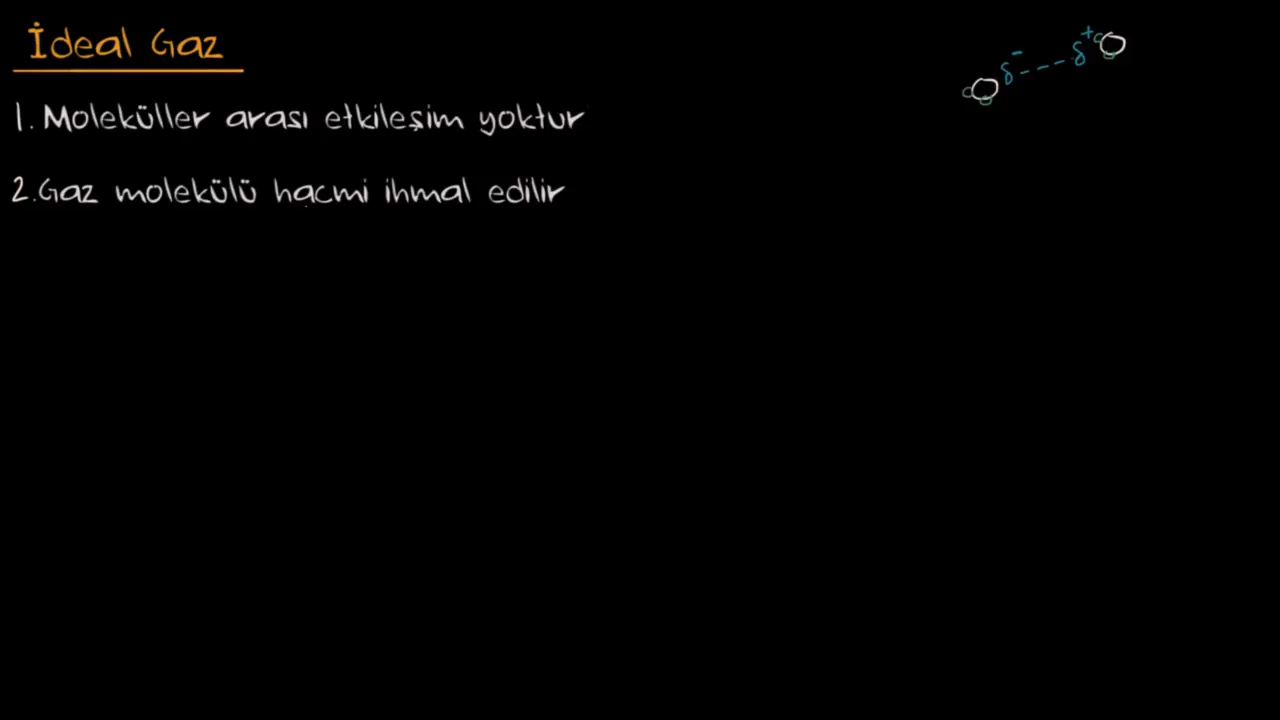 İdeal Gaz
1. Moleküller arası etkileşim yoktur
2. Gaz molekülü hacmi ihmal edilir
δ⁻ --- δ⁺